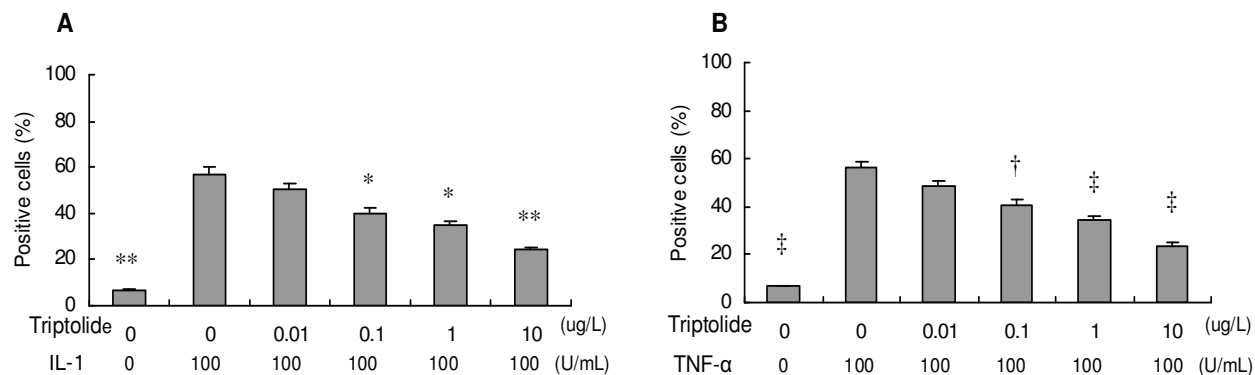 A
Positive cells (%)
100
80
60
40
20
0
** * * **
Triptolide 0 0 0.01 0.1 1 10 (ug/L)
IL-1 0 100 100 100 100 100 (U/mL)
B
Positive cells (%)
100
80
60
40
20
0
‡ † ‡ ‡
Triptolide 0 0 0.01 0.1 1 10 (ug/L)
TNF-α 0 100 100 100 100 100 (U/mL)